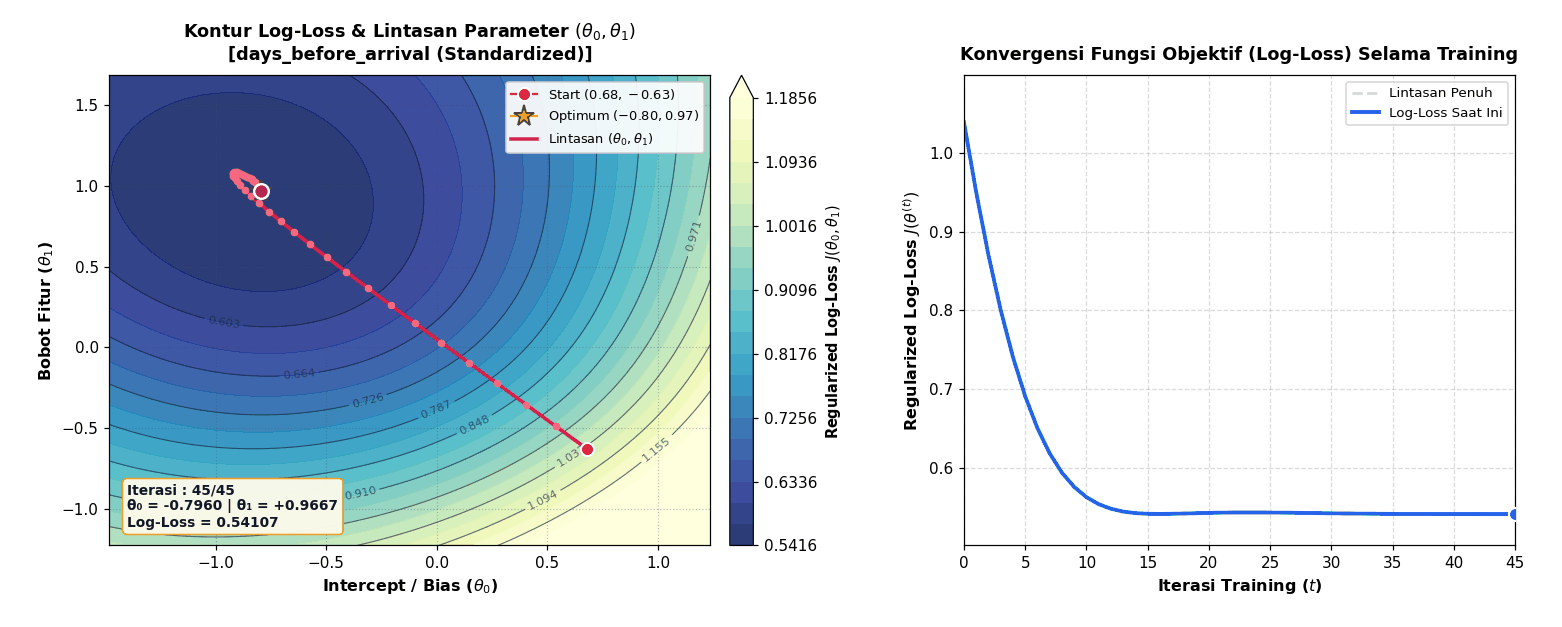 Kontur Log-Loss & Lintasan Parameter (θ₀, θ₁)
[days_before_arrival (Standardized)]
Start (0.68, −0.63)
Optimum (−0.80, 0.97)
Lintasan (θ₀, θ₁)
Bobot Fitur (θ₁)
1.5
1.0
0.5
0.0
−0.5
−1.0
0.603
0.664
0.726
0.787
0.848
0.910
0.971
1.03
1.094
1.155
Iterasi : 45/45
θ₀ = -0.7960 | θ₁ = +0.9667
Log-Loss = 0.54107
−1.0
−0.5
0.0
0.5
1.0
Intercept / Bias (θ₀)
1.1856
1.0936
1.0016
0.9096
0.8176
0.7256
0.6336
0.5416
Regularized Log-Loss J(θ₀, θ₁)
Konvergensi Fungsi Objektif (Log-Loss) Selama Training
Lintasan Penuh
Log-Loss Saat Ini
Regularized Log-Loss J(θ⁽ᵗ⁾)
1.0
0.9
0.8
0.7
0.6
0
5
10
15
20
25
30
35
40
45
Iterasi Training (t)